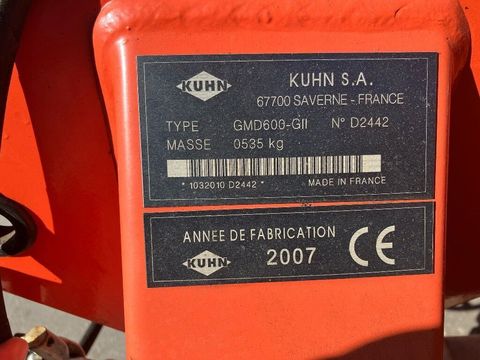 KUHN KUHN S.A.
67700 SAVERNE - FRANCE
TYPE GMD600-GII N° D2442
MASSE 0535 kg
* 1032010 D2442 * MADE IN FRANCE
ANNEE DE FABRICATION
KUHN 2007 CE